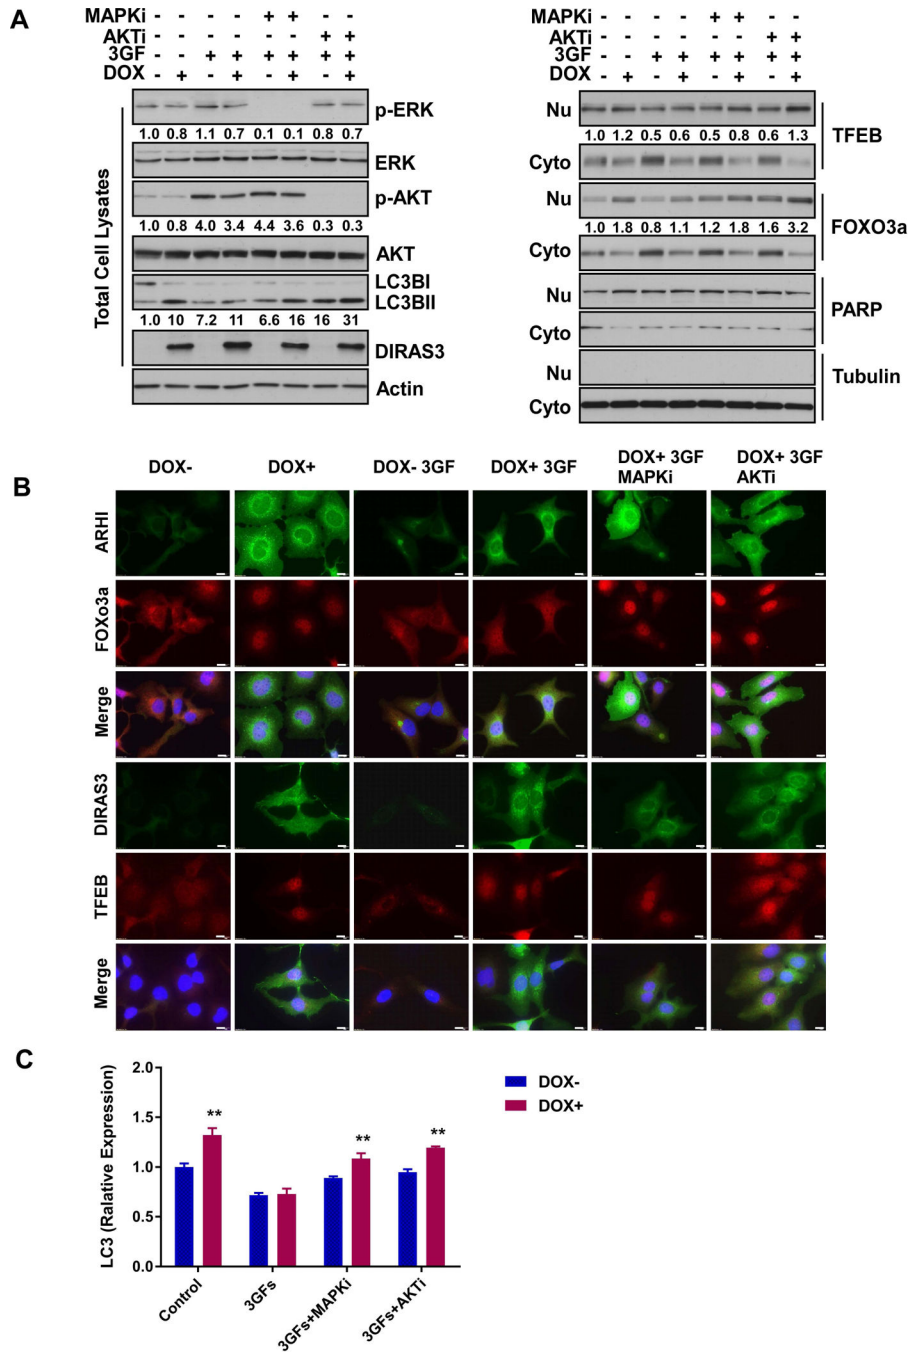 A
MAPKi - - - - + + - -
AKTi - - - - - - + +
3GF - - + + + + + +
DOX - + - + - + - +
Total Cell Lysates
p-ERK
1.0 0.8 1.1 0.7 0.1 0.1 0.8 0.7
ERK
p-AKT
1.0 0.8 4.0 3.4 4.4 3.6 0.3 0.3
AKT
LC3BI
LC3BII
1.0 10 7.2 11 6.6 16 16 31
DIRAS3
Actin
MAPKi - - - - + + - -
AKTi - - - - - - + +
3GF - - + + + + + +
DOX - + - + - + - +
Nu
1.0 1.2 0.5 0.6 0.5 0.8 0.6 1.3
TFEB
Cyto
Nu
1.0 1.8 0.8 1.1 1.2 1.8 1.6 3.2
FOXO3a
Cyto
Nu
PARP
Cyto
Nu
Tubulin
Cyto
B
DOX-
DOX+
DOX- 3GF
DOX+ 3GF
DOX+ 3GF
MAPKi
DOX+ 3GF
AKTi
ARHI
FOXo3a
Merge
DIRAS3
TFEB
Merge
C
LC3 (Ralative Expression)
2.0
1.5
1.0
0.5
0.0
** ** **
Control
3GFs
3GFs+MAPKi
3GFs+AKTi
DOX-
DOX+